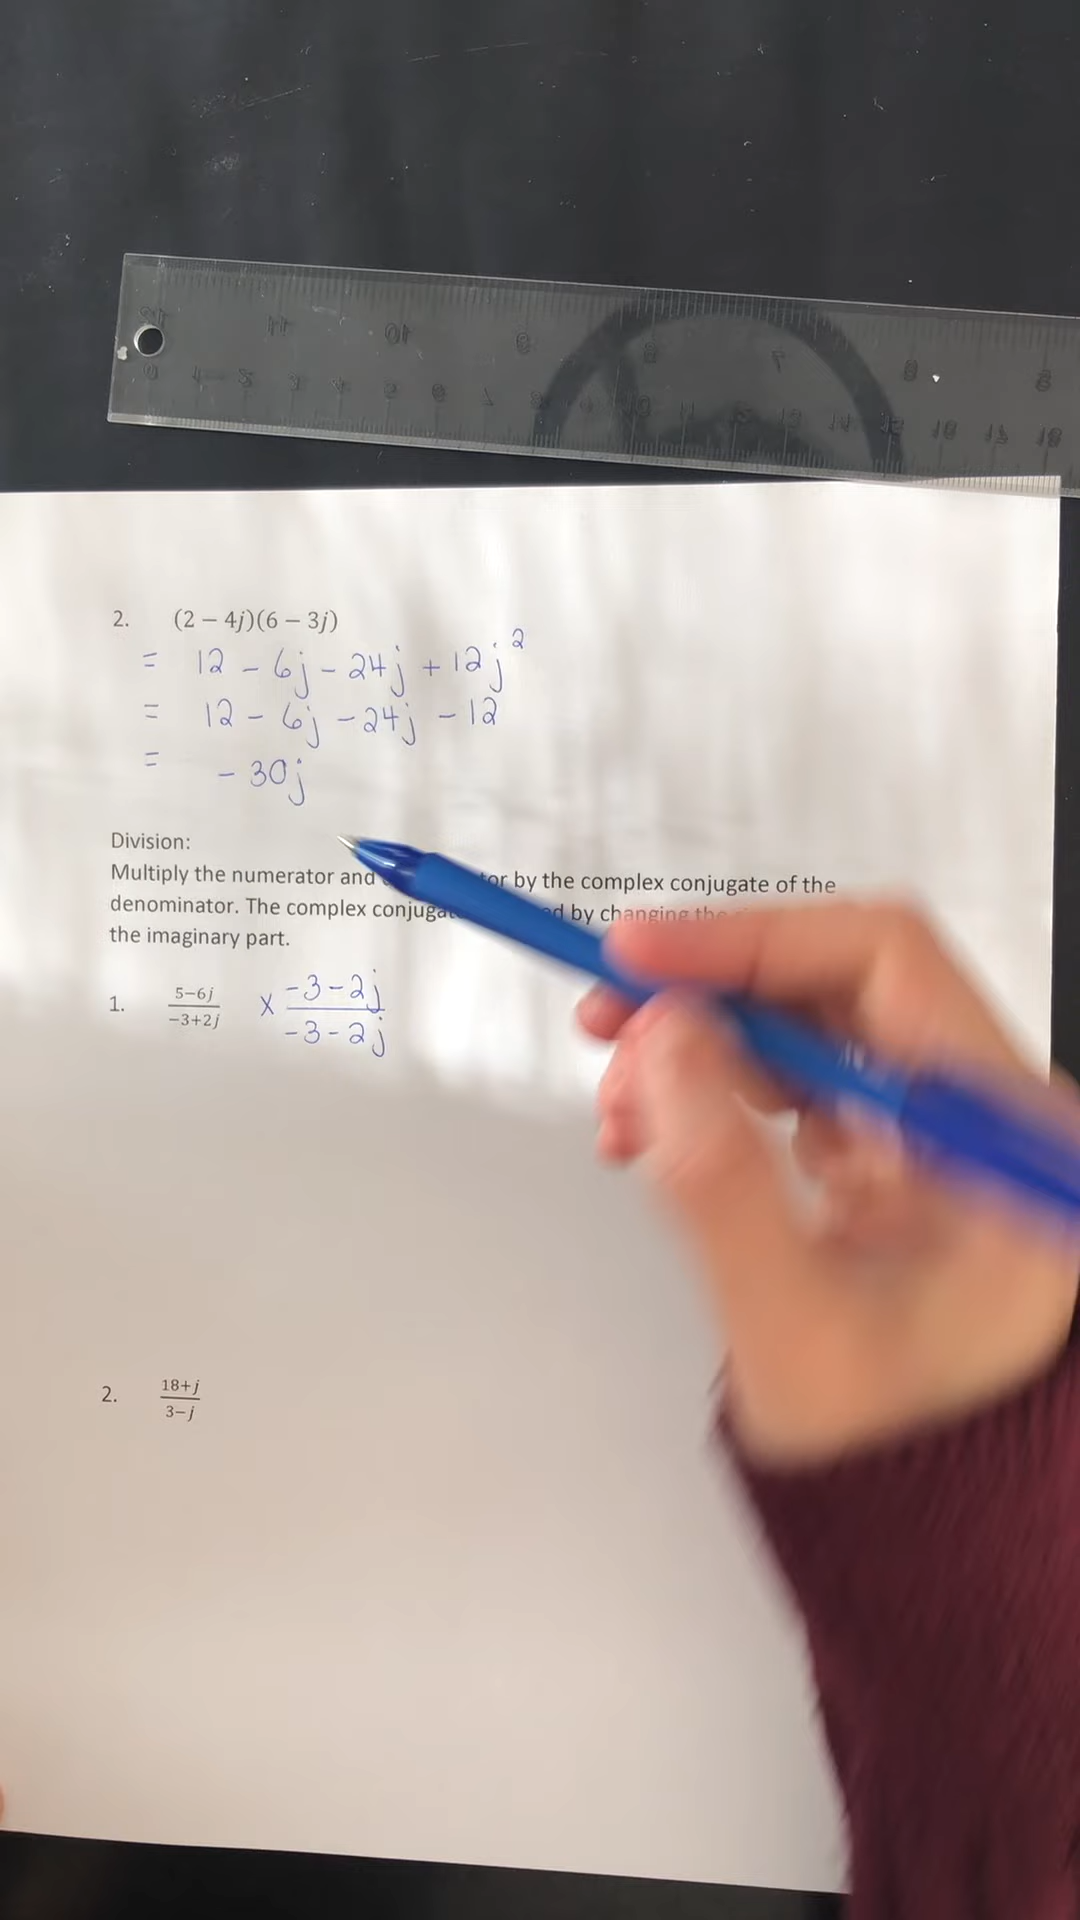 2. (2 – 4j)(6 – 3j)
= 12 - 6j - 24j + 12j²
= 12 - 6j - 24j - 12
= - 30j
Division:
Multiply the numerator and by the complex conjugate of the
denominator. The complex by changing the
the imaginary part.
1. 5−6j / −3+2j × -3-2j / -3-2j
2. 18+j / 3−j